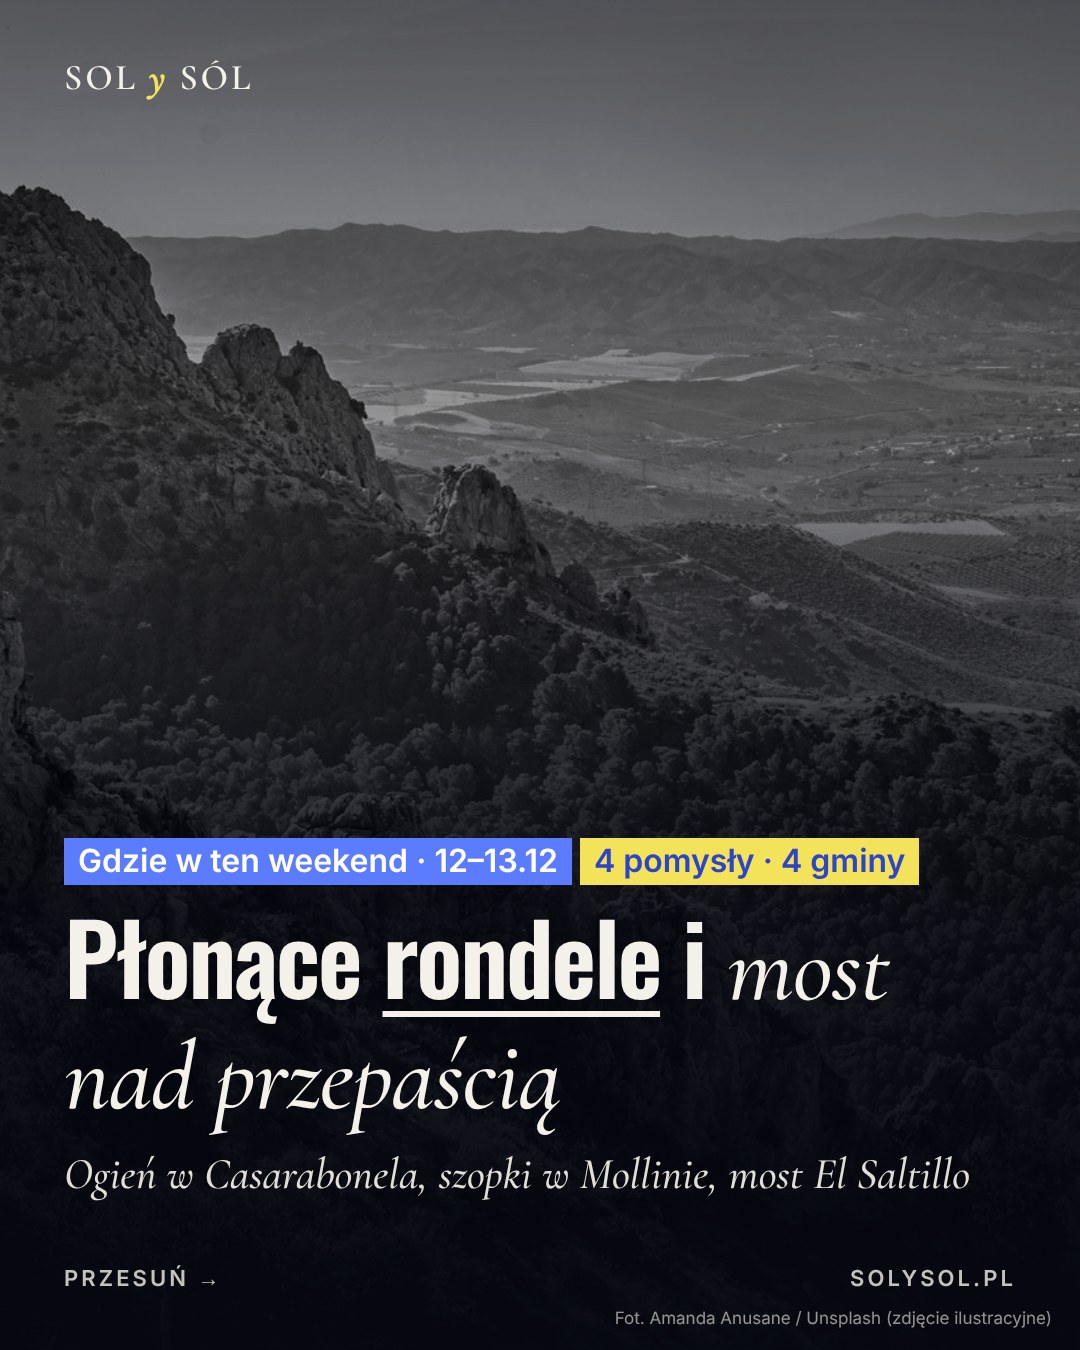 SOL y SÓL
Gdzie w ten weekend · 12–13.12 4 pomysły · 4 gminy
Płonące rondele i most
nad przepaścią
Ogień w Casarabonela, szopki w Mollinie, most El Saltillo
PRZESUŃ → SOLYSOL.PL
Fot. Amanda Anusane / Unsplash (zdjęcie ilustracyjne)